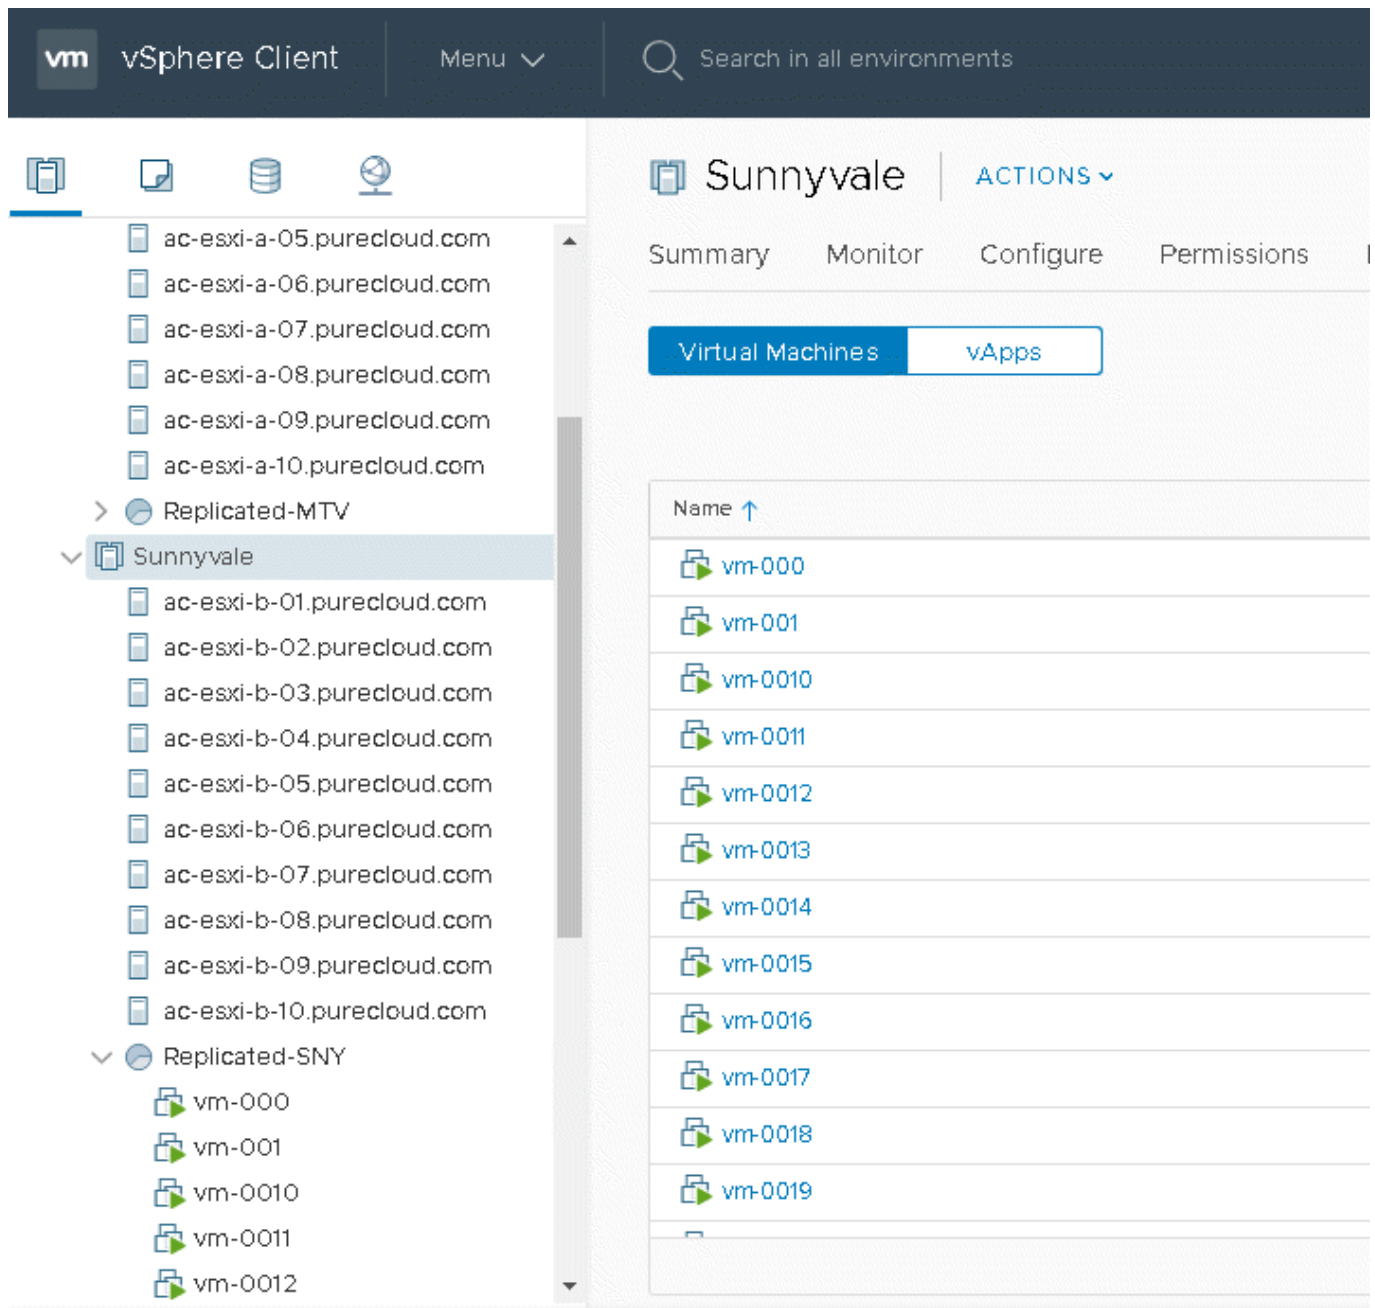 vm vSphere Client Menu Search in all environments
ac-esxi-a-05.purecloud.com
ac-esxi-a-06.purecloud.com
ac-esxi-a-07.purecloud.com
ac-esxi-a-08.purecloud.com
ac-esxi-a-09.purecloud.com
ac-esxi-a-10.purecloud.com
Replicated-MTV
Sunnyvale
ac-esxi-b-01.purecloud.com
ac-esxi-b-02.purecloud.com
ac-esxi-b-03.purecloud.com
ac-esxi-b-04.purecloud.com
ac-esxi-b-05.purecloud.com
ac-esxi-b-06.purecloud.com
ac-esxi-b-07.purecloud.com
ac-esxi-b-08.purecloud.com
ac-esxi-b-09.purecloud.com
ac-esxi-b-10.purecloud.com
Replicated-SNY
vm-000
vm-001
vm-0010
vm-0011
vm-0012
Sunnyvale ACTIONS
Summary Monitor Configure Permissions
Virtual Machines vApps
Name
vm-000
vm-001
vm-0010
vm-0011
vm-0012
vm-0013
vm-0014
vm-0015
vm-0016
vm-0017
vm-0018
vm-0019